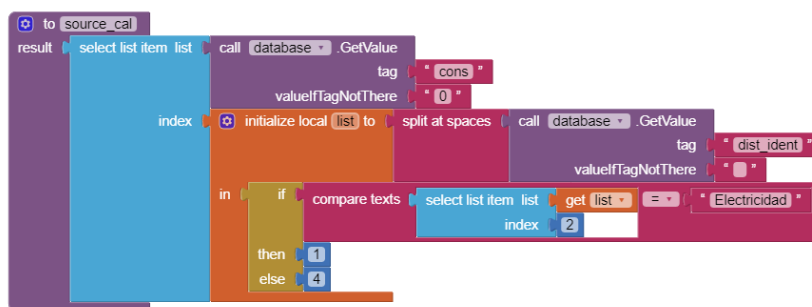 to source_cal
result select list item list call database .GetValue
tag " cons "
valueIfTagNotThere " 0 "
index initialize local list to split at spaces call database .GetValue
tag " dist_ident "
valueIfTagNotThere " "
in if compare texts select list item list get list = " Electricidad "
index 2
then 1
else 4